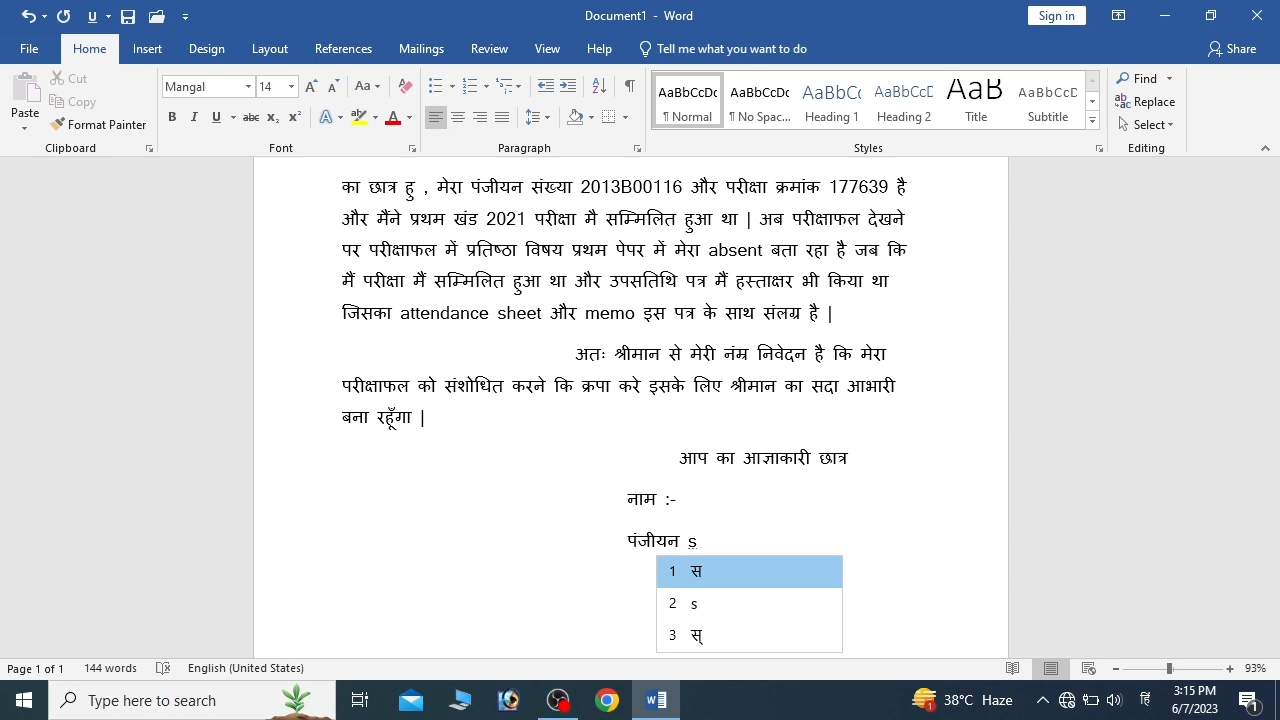 Document1 - Word
Sign in
File Home Insert Design Layout References Mailings Review View Help Tell me what you want to do Share
Paste
Cut
Copy
Format Painter
Clipboard
Mangal 14
Font
Paragraph
AaBbCcDc AaBbCcDc AaBbCc AaBbCcD AaB AaBbCcD
¶ Normal ¶ No Spac... Heading 1 Heading 2 Title Subtitle
Styles
Find
Replace
Select
Editing
का छात्र हु , मेरा पंजीयन संख्या 2013B00116 और परीक्षा क्रमांक 177639 है
और मैंने प्रथम खंड 2021 परीक्षा मै सम्मिलित हुआ था | अब परीक्षाफल देखने
पर परीक्षाफल में प्रतिष्ठा विषय प्रथम पेपर में मेरा absent बता रहा है जब कि
मैं परीक्षा मैं सम्मिलित हुआ था और उपसतिथि पत्र मैं हस्ताक्षर भी किया था
जिसका attendance sheet और memo इस पत्र के साथ संलग्र है |
अतः श्रीमान से मेरी नंम्र निवेदन है कि मेरा
परीक्षाफल को संशोधित करने कि क्रपा करे इसके लिए श्रीमान का सदा आभारी
बना रहूँगा |
आप का आज्ञाकारी छात्र
नाम :-
पंजीयन s
1 स
2 s
3 स्
Page 1 of 1 144 words English (United States) 93%
Type here to search
38°C Haze
हि
3:15 PM
6/7/2023
1